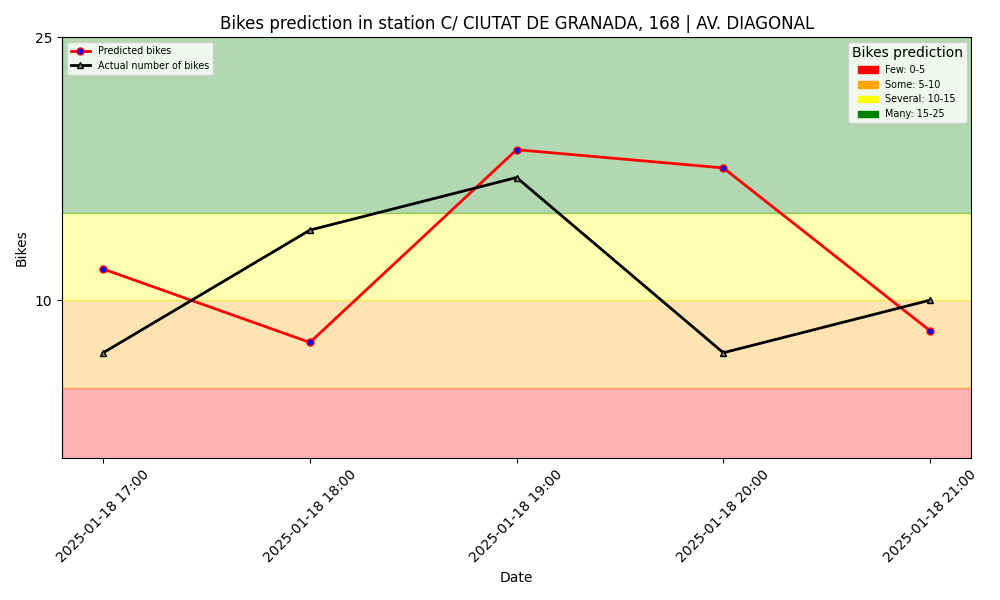 Bikes prediction in station C/ CIUTAT DE GRANADA, 168 | AV. DIAGONAL
25
Predicted bikes
Actual number of bikes
Bikes prediction
Few: 0-5
Some: 5-10
Several: 10-15
Many: 15-25
Bikes
10
2025-01-18 17:00
2025-01-18 18:00
2025-01-18 19:00
2025-01-18 20:00
2025-01-18 21:00
Date